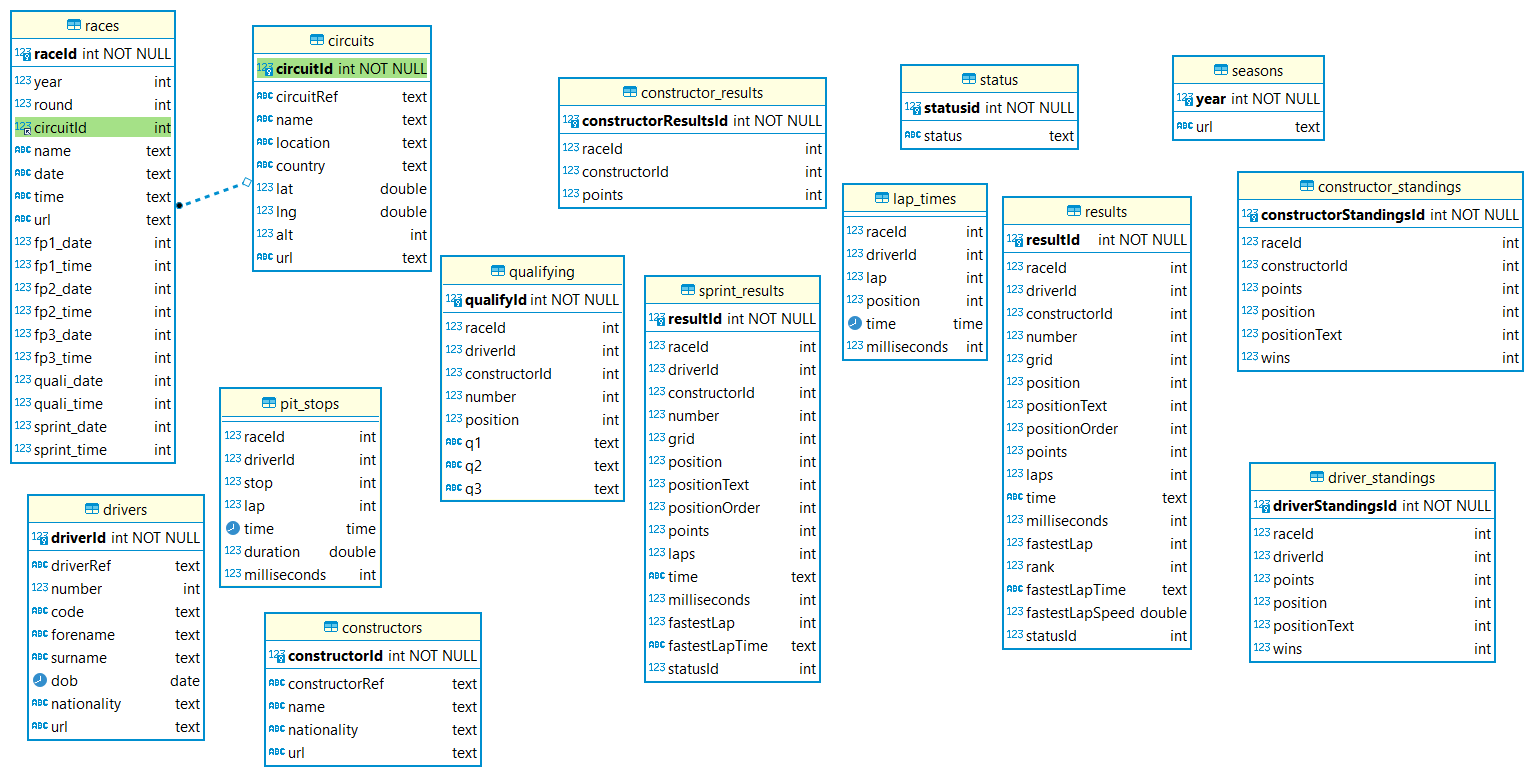 races
raceId int NOT NULL
year int
round int
circuitId int
name text
date text
time text
url text
fp1_date int
fp1_time int
fp2_date int
fp2_time int
fp3_date int
fp3_time int
quali_date int
quali_time int
sprint_date int
sprint_time int
circuits
circuitId int NOT NULL
circuitRef text
name text
location text
country text
lat double
lng double
alt int
url text
constructor_results
constructorResultsId int NOT NULL
raceId int
constructorId int
points int
status
statusid int NOT NULL
status text
seasons
year int NOT NULL
url text
constructor_standings
constructorStandingsId int NOT NULL
raceId int
constructorId int
points int
position int
positionText int
wins int
lap_times
raceId int
driverId int
lap int
position int
time time
milliseconds int
results
resultId int NOT NULL
raceId int
driverId int
constructorId int
number int
grid int
position int
positionText int
positionOrder int
points int
laps int
time text
milliseconds int
fastestLap int
rank int
fastestLapTime text
fastestLapSpeed double
statusId int
qualifying
qualifyId int NOT NULL
raceId int
driverId int
constructorId int
number int
position int
q1 text
q2 text
q3 text
sprint_results
resultId int NOT NULL
raceId int
driverId int
constructorId int
number int
grid int
position int
positionText int
positionOrder int
points int
laps int
time text
milliseconds int
fastestLap int
fastestLapTime text
statusId int
pit_stops
raceId int
driverId int
stop int
lap int
time time
duration double
milliseconds int
driver_standings
driverStandingsId int NOT NULL
raceId int
driverId int
points int
position int
positionText int
wins int
drivers
driverId int NOT NULL
driverRef text
number int
code text
forename text
surname text
dob date
nationality text
url text
constructors
constructorId int NOT NULL
constructorRef text
name text
nationality text
url text